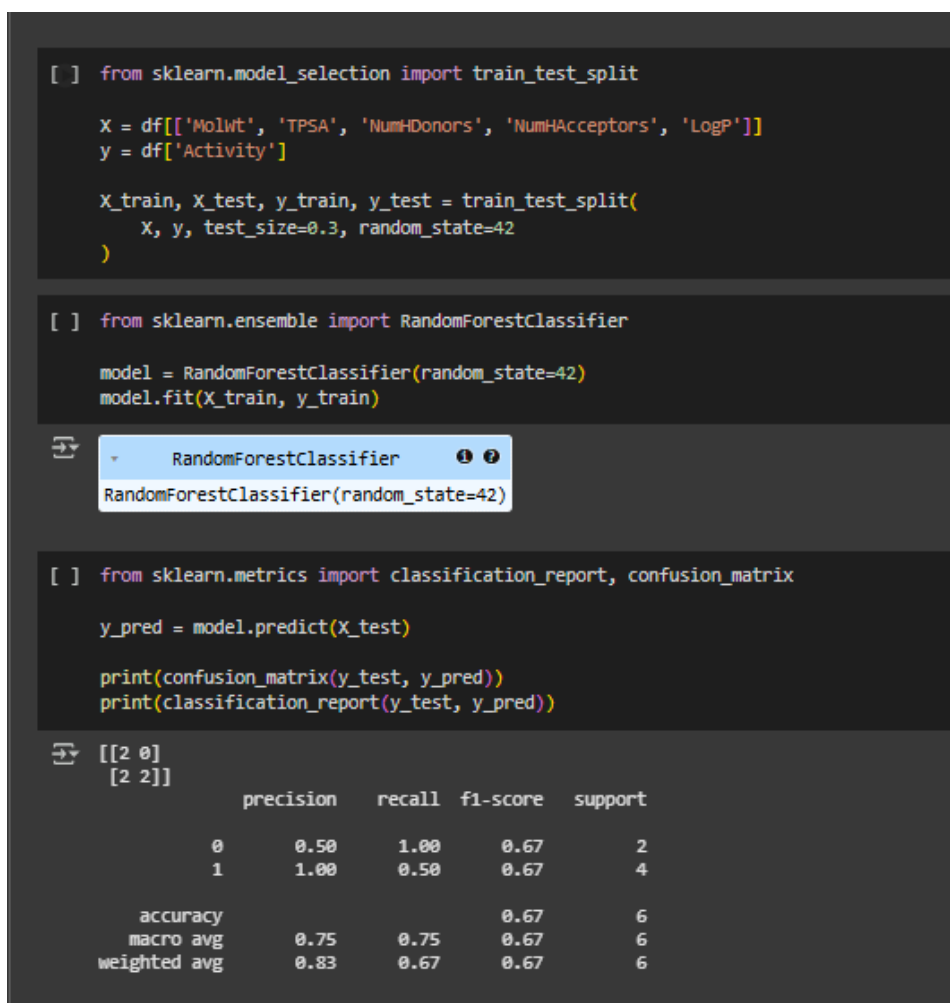 [ ] from sklearn.model_selection import train_test_split
X = df[['MolWt', 'TPSA', 'NumHDonors', 'NumHAcceptors', 'LogP']]
y = df['Activity']
X_train, X_test, y_train, y_test = train_test_split(
    X, y, test_size=0.3, random_state=42
)
[ ] from sklearn.ensemble import RandomForestClassifier
model = RandomForestClassifier(random_state=42)
model.fit(X_train, y_train)
RandomForestClassifier
RandomForestClassifier(random_state=42)
[ ] from sklearn.metrics import classification_report, confusion_matrix
y_pred = model.predict(X_test)
print(confusion_matrix(y_test, y_pred))
print(classification_report(y_test, y_pred))
[[2 0]
 [2 2]]
              precision    recall  f1-score   support
           0       0.50      1.00      0.67         2
           1       1.00      0.50      0.67         4
    accuracy                           0.67         6
   macro avg       0.75      0.75      0.67         6
weighted avg       0.83      0.67      0.67         6